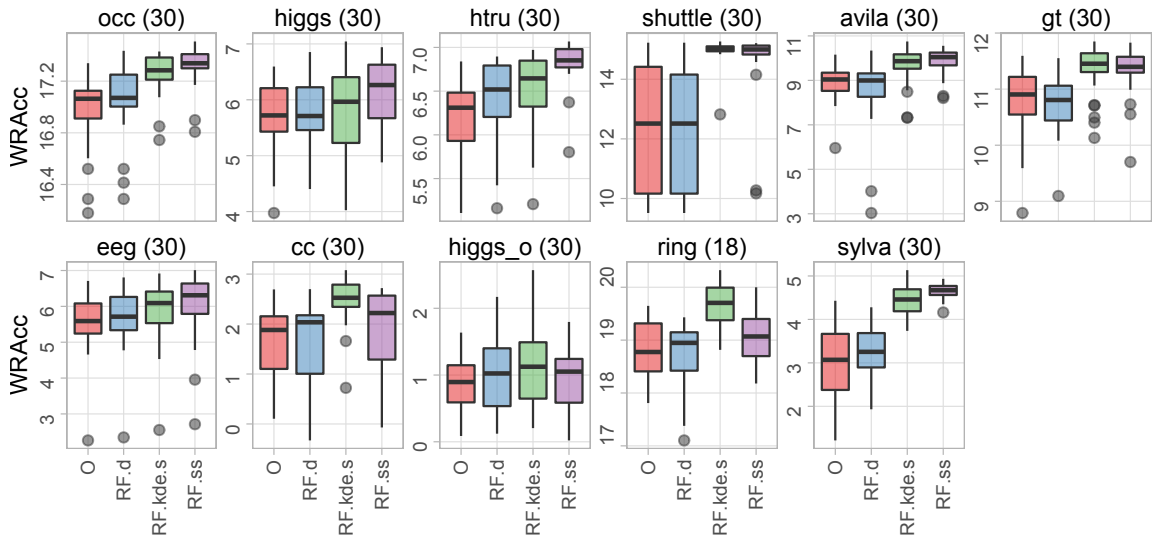 occ (30) higgs (30) htru (30) shuttle (30) avila (30) gt (30)
WRAcc
16.4 16.8 17.2
4 5 6 7
5.5 6.0 6.5 7.0
10 12 14
3 5 7 9 11
9 10 11 12
eeg (30) cc (30) higgs_o (30) ring (18) sylva (30)
WRAcc
3 4 5 6 7
0 1 2 3
0 1 2
17 18 19 20
2 3 4 5
O RF.d RF.kde.s RF.ss
O RF.d RF.kde.s RF.ss
O RF.d RF.kde.s RF.ss
O RF.d RF.kde.s RF.ss
O RF.d RF.kde.s RF.ss